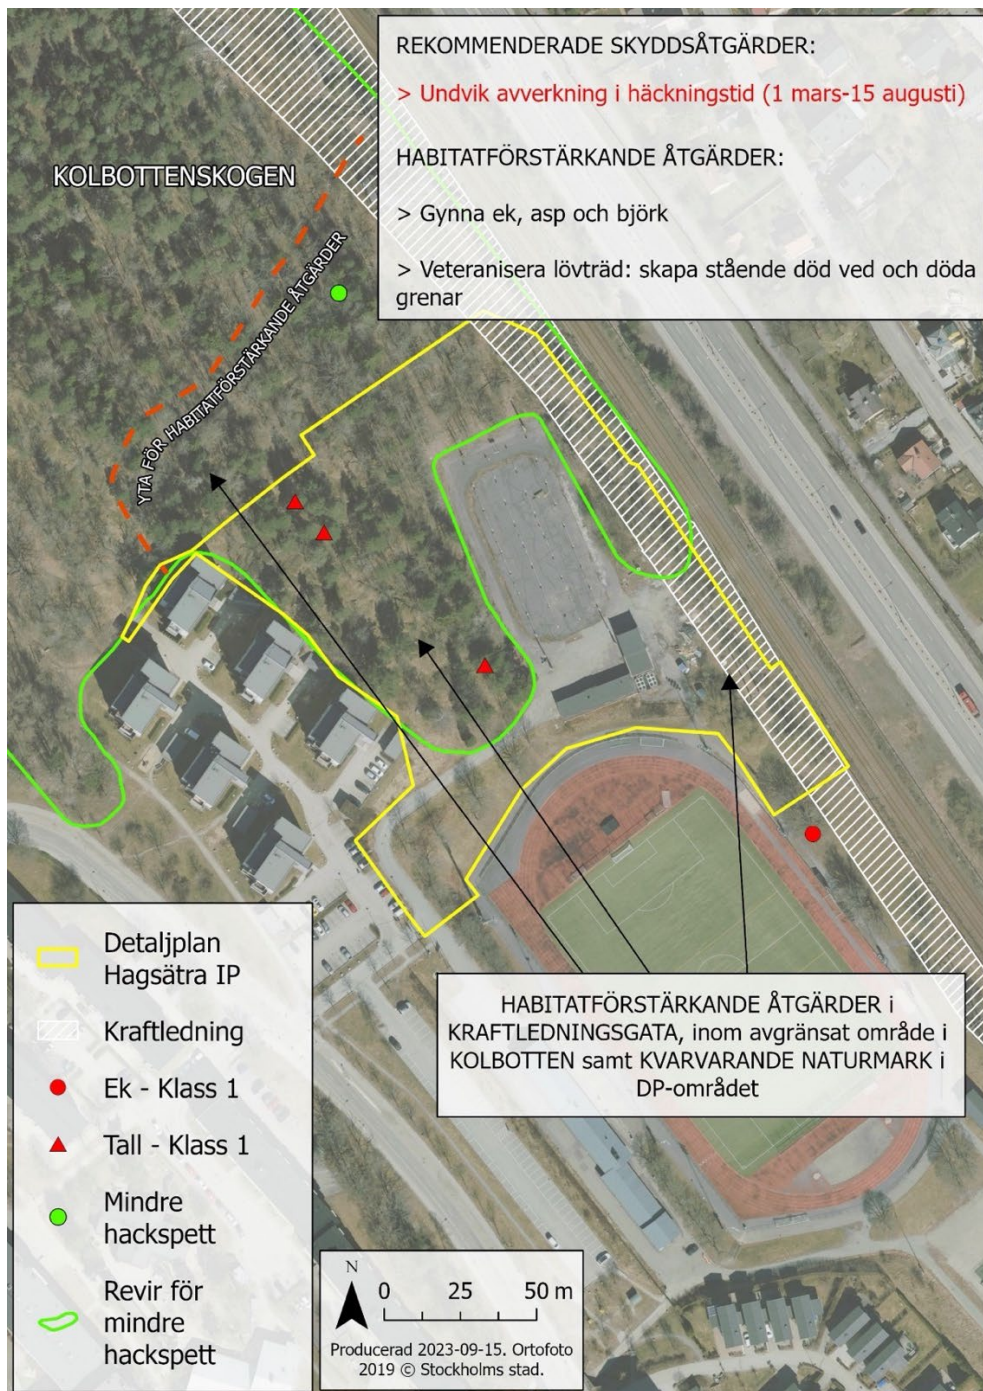 REKOMMENDERADE SKYDDSÅTGÄRDER:
> Undvik avverkning i häckningstid (1 mars-15 augusti)
HABITATFÖRSTÄRKANDE ÅTGÄRDER:
> Gynna ek, asp och björk
> Veteranisera lövträd: skapa stående död ved och döda
grenar
KOLBOTTENSKOGEN
YTA FÖR HABITATFÖRSTÄRKANDE ÅTGÄRDER
HABITATFÖRSTÄRKANDE ÅTGÄRDER i
KRAFTLEDNINGSGATA, inom avgränsat område i
KOLBOTTEN samt KVARVARANDE NATURMARK i
DP-området
Detaljplan
Hagsätra IP
Kraftledning
Ek - Klass 1
Tall - Klass 1
Mindre
hackspett
Revir för
mindre
hackspett
N
0 25 50 m
Producerad 2023-09-15. Ortofoto
2019 © Stockholms stad.